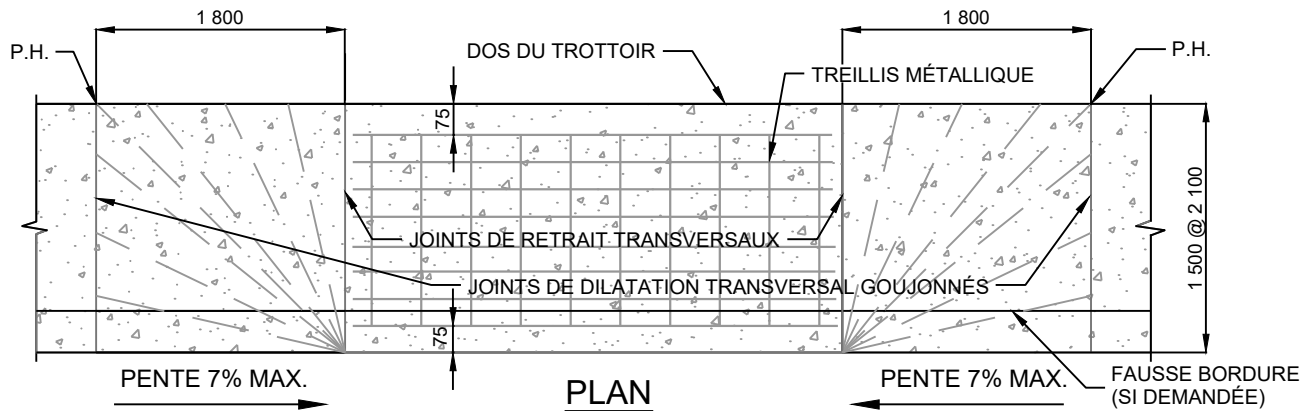 1 800
1 800
P.H.
DOS DU TROTTOIR
P.H.
TREILLIS MÉTALLIQUE
75
JOINTS DE RETRAIT TRANSVERSAUX
1 500 @ 2 100
JOINTS DE DILATATION TRANSVERSAL GOUJONNÉS
75
PENTE 7% MAX.
PLAN
PENTE 7% MAX.
FAUSSE BORDURE
(SI DEMANDÉE)